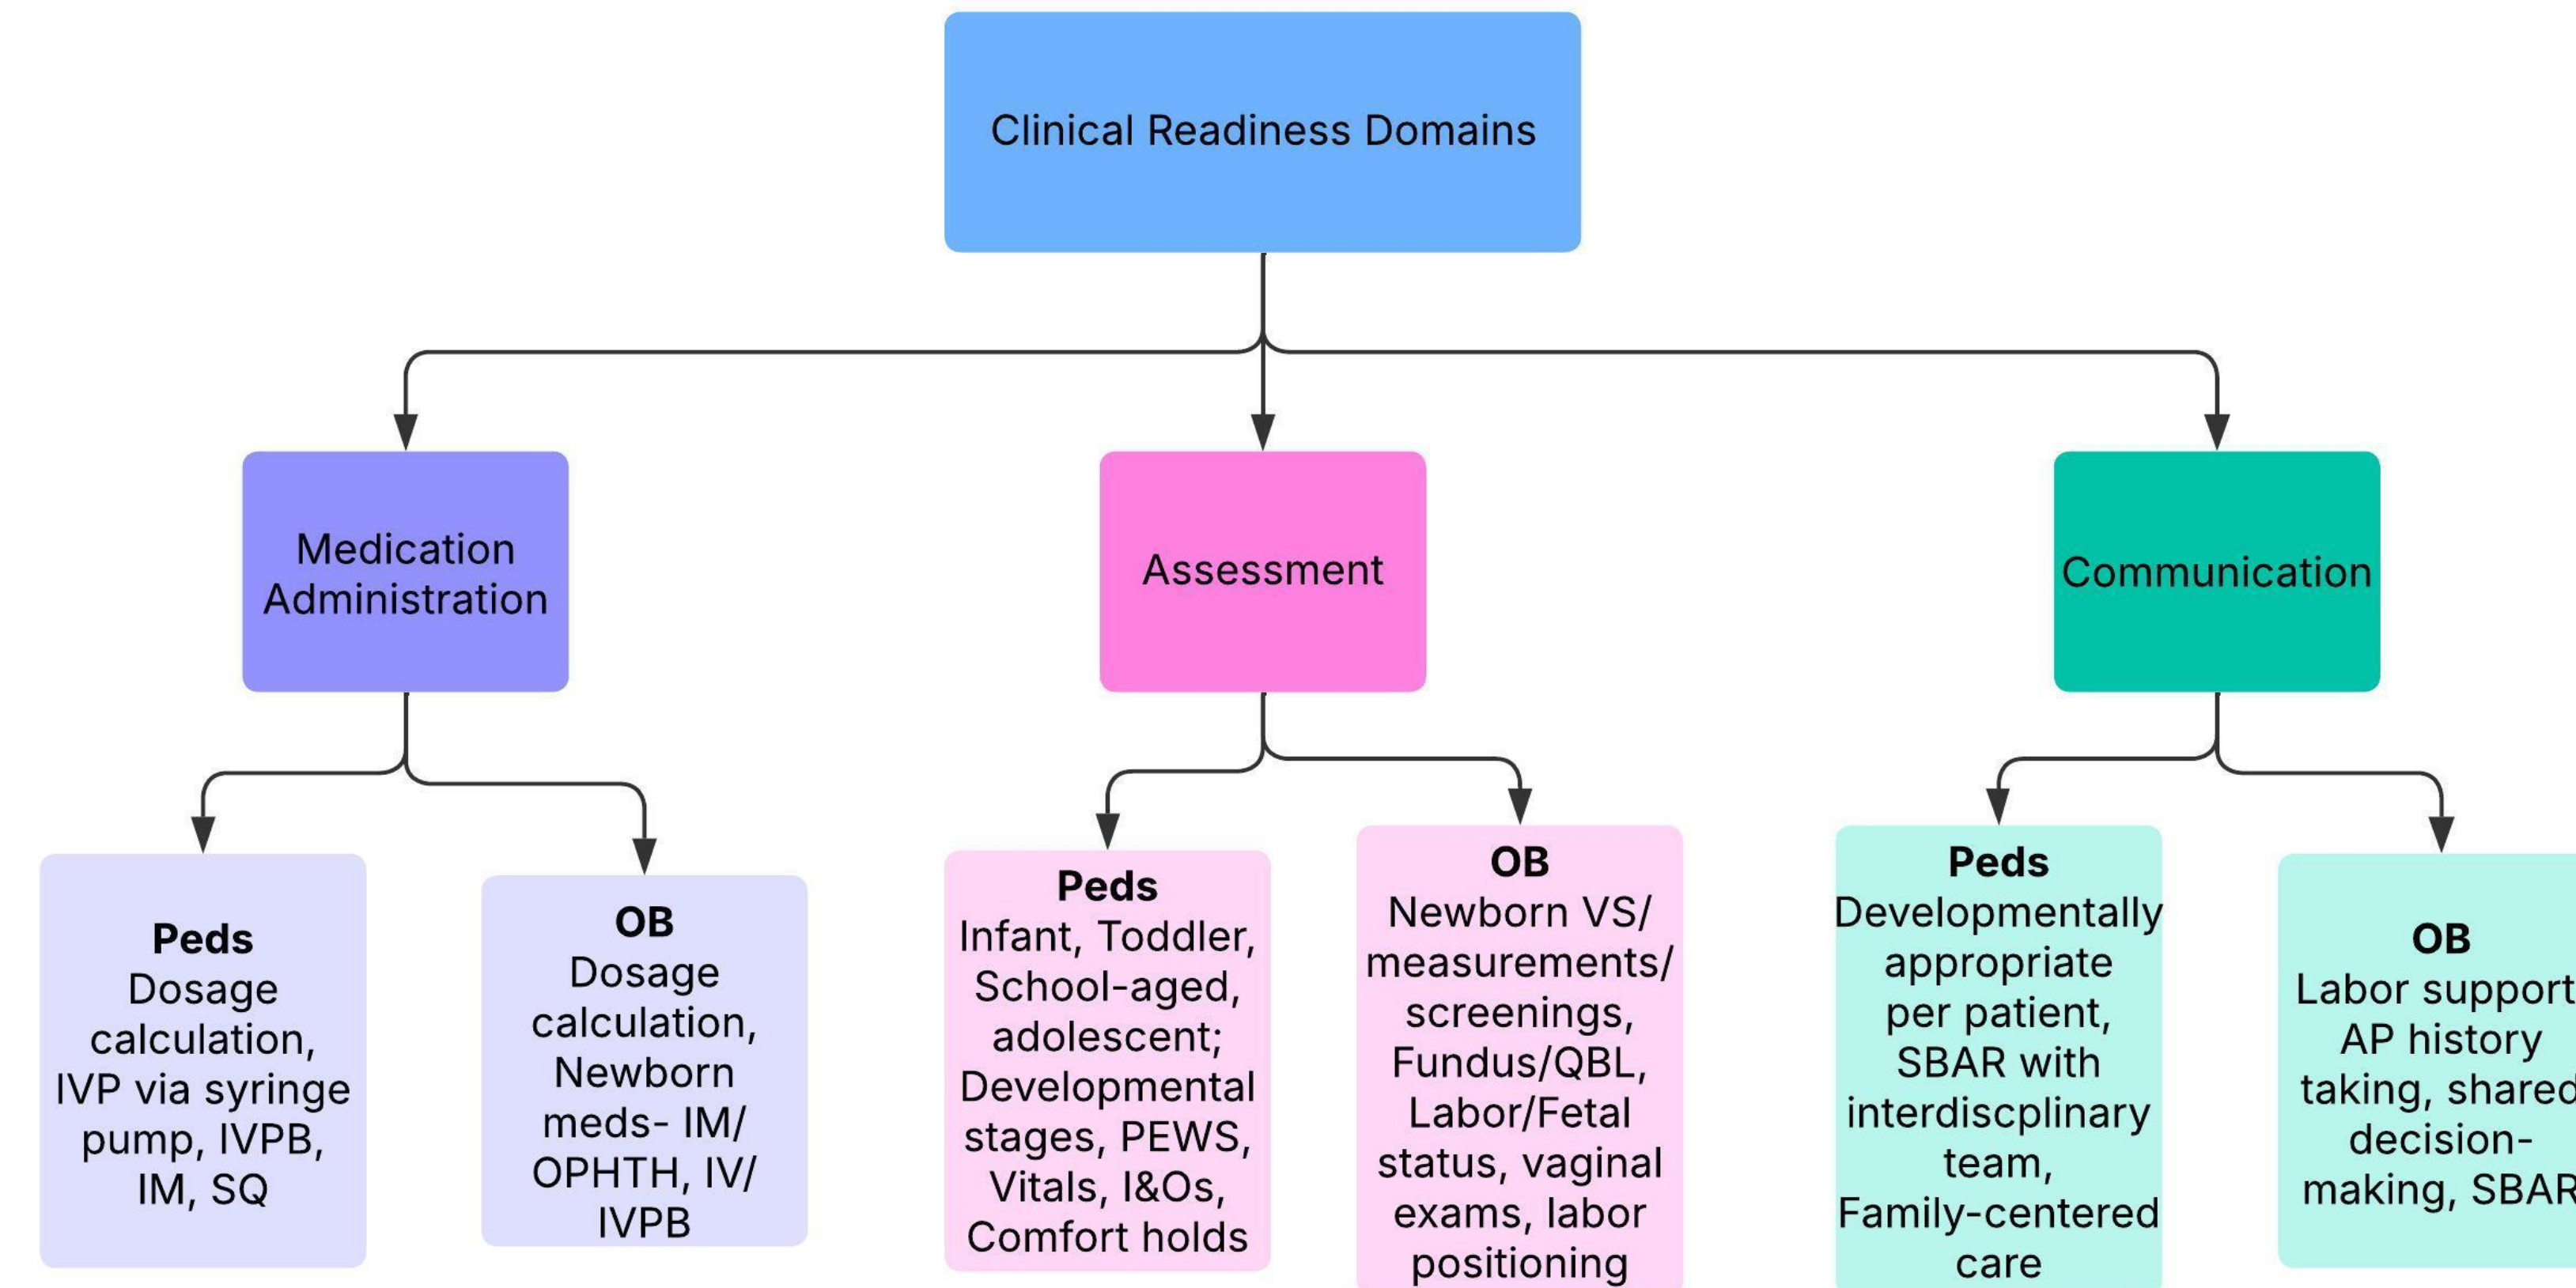 Clinical Readiness Domains
Medication
Administration
Assessment
Communication
Peds
Dosage
calculation,
IVP via syringe
pump, IVPB,
IM, SQ
OB
Dosage
calculation,
Newborn
meds- IM/
OPHTH, IV/
IVPB
Peds
Infant, Toddler,
School-aged,
adolescent;
Developmental
stages, PEWS,
Vitals, I&Os,
Comfort holds
OB
Newborn VS/
measurements/
screenings,
Fundus/QBL,
Labor/Fetal
status, vaginal
exams, labor
positioning
Peds
Developmentally
appropriate
per patient,
SBAR with
interdiscplinary
team,
Family-centered
care
OB
Labor support
AP history
taking, shared
decision-
making, SBAR